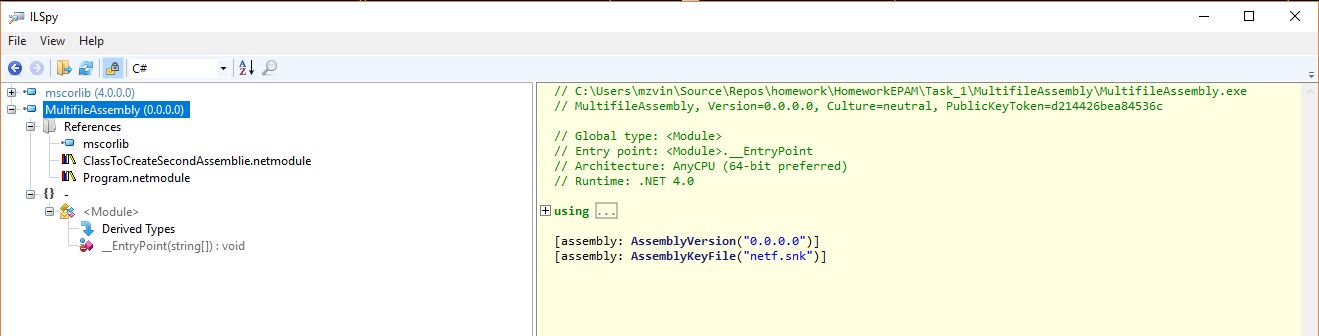 ILSpy
File View Help
C#
mscorlib (4.0.0.0)
MultifileAssembly (0.0.0.0)
References
mscorlib
ClassToCreateSecondAssemblie.netmodule
Program.netmodule
{} -
<Module>
Derived Types
__EntryPoint(string[]) : void
// C:\Users\mzvin\Source\Repos\homework\HomeworkEPAM\Task_1\MultifileAssembly\MultifileAssembly.exe
// MultifileAssembly, Version=0.0.0.0, Culture=neutral, PublicKeyToken=d214426bea84536c
// Global type: <Module>
// Entry point: <Module>.__EntryPoint
// Architecture: AnyCPU (64-bit preferred)
// Runtime: .NET 4.0
using ...
[assembly: AssemblyVersion("0.0.0.0")]
[assembly: AssemblyKeyFile("netf.snk")]